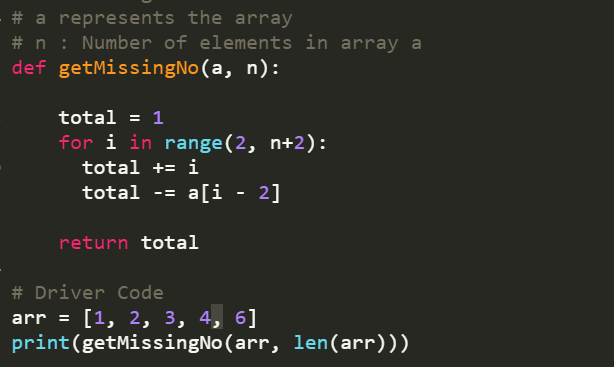 # a represents the array
# n : Number of elements in array a
def getMissingNo(a, n):
    total = 1
    for i in range(2, n+2):
      total += i
      total -= a[i - 2]
    return total
# Driver Code
arr = [1, 2, 3, 4, 6]
print(getMissingNo(arr, len(arr)))